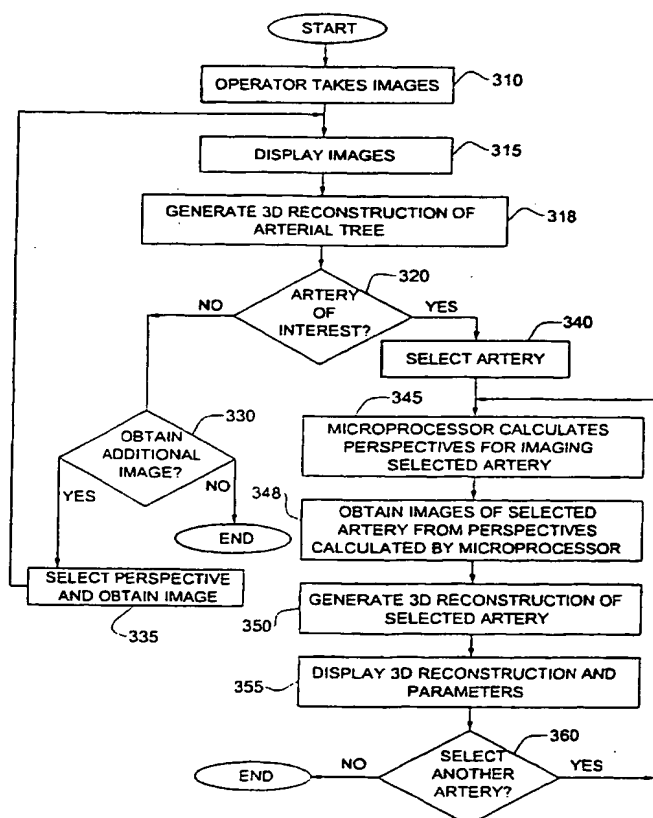 START
OPERATOR TAKES IMAGES
310
DISPLAY IMAGES
315
GENERATE 3D RECONSTRUCTION OF
ARTERIAL TREE
318
320
ARTERY
OF
INTEREST?
NO
YES
340
SELECT ARTERY
330
OBTAIN
ADDITIONAL
IMAGE?
YES
NO
END
SELECT PERSPECTIVE
AND OBTAIN IMAGE
335
345
MICROPROCESSOR CALCULATES
PERSPECTIVES FOR IMAGING
SELECTED ARTERY
348
OBTAIN IMAGES OF SELECTED
ARTERY FROM PERSPECTIVES
CALCULATED BY MICROPROCESSOR
350
GENERATE 3D RECONSTRUCTION OF
SELECTED ARTERY
355
DISPLAY 3D RECONSTRUCTION AND
PARAMETERS
360
SELECT
ANOTHER
ARTERY?
NO
YES
END